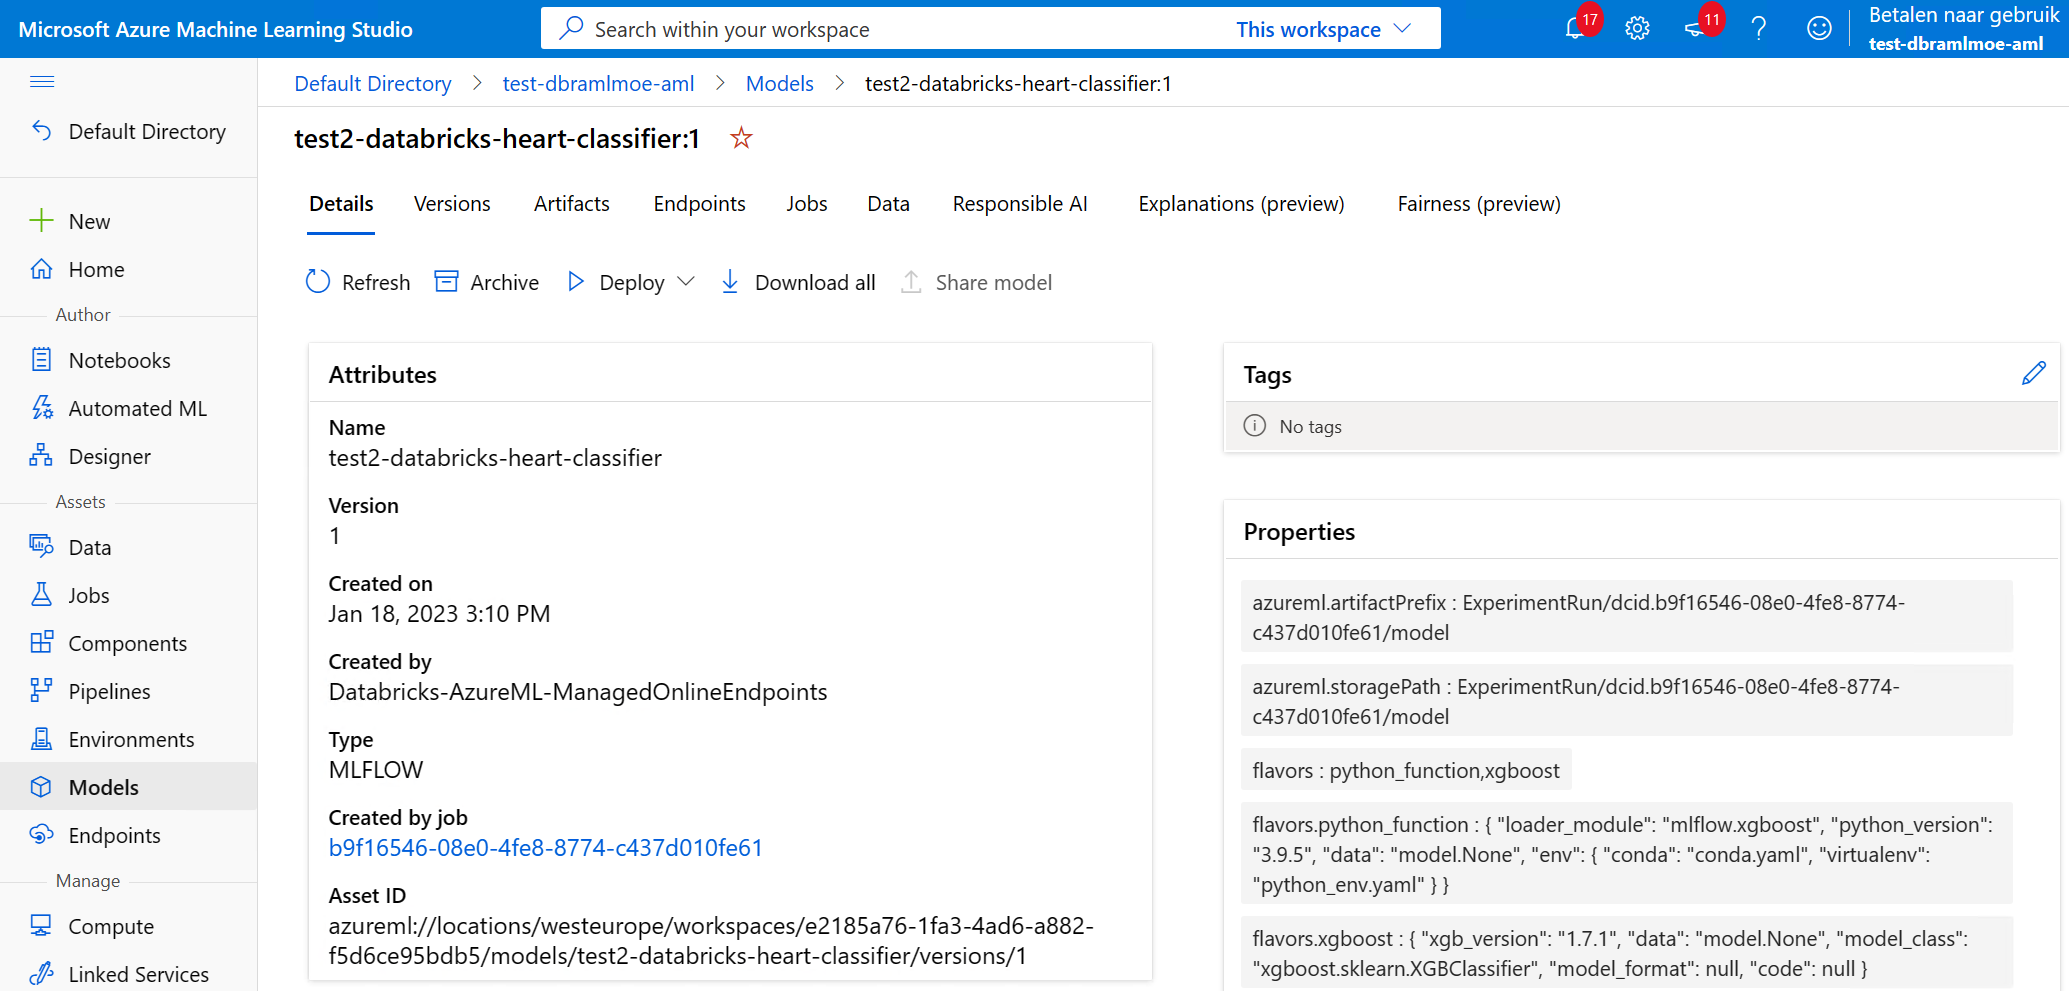 Microsoft Azure Machine Learning Studio
Search within your workspace
This workspace
17
11
Betalen naar gebruik
test-dbramlmoe-aml
Default Directory
New
Home
Author
Notebooks
Automated ML
Designer
Assets
Data
Jobs
Components
Pipelines
Environments
Models
Endpoints
Manage
Compute
Linked Services
Default Directory > test-dbramlmoe-aml > Models > test2-databricks-heart-classifier:1
test2-databricks-heart-classifier:1
Details Versions Artifacts Endpoints Jobs Data Responsible AI Explanations (preview) Fairness (preview)
Refresh Archive Deploy Download all Share model
Attributes
Name
test2-databricks-heart-classifier
Version
1
Created on
Jan 18, 2023 3:10 PM
Created by
Databricks-AzureML-ManagedOnlineEndpoints
Type
MLFLOW
Created by job
b9f16546-08e0-4fe8-8774-c437d010fe61
Asset ID
azureml://locations/westeurope/workspaces/e2185a76-1fa3-4ad6-a882-
f5d6ce95bdb5/models/test2-databricks-heart-classifier/versions/1
Tags
No tags
Properties
azureml.artifactPrefix : ExperimentRun/dcid.b9f16546-08e0-4fe8-8774-
c437d010fe61/model
azureml.storagePath : ExperimentRun/dcid.b9f16546-08e0-4fe8-8774-
c437d010fe61/model
flavors : python_function,xgboost
flavors.python_function : { "loader_module": "mlflow.xgboost", "python_version":
"3.9.5", "data": "model.None", "env": { "conda": "conda.yaml", "virtualenv":
"python_env.yaml" } }
flavors.xgboost : { "xgb_version": "1.7.1", "data": "model.None", "model_class":
"xgboost.sklearn.XGBClassifier", "model_format": null, "code": null }